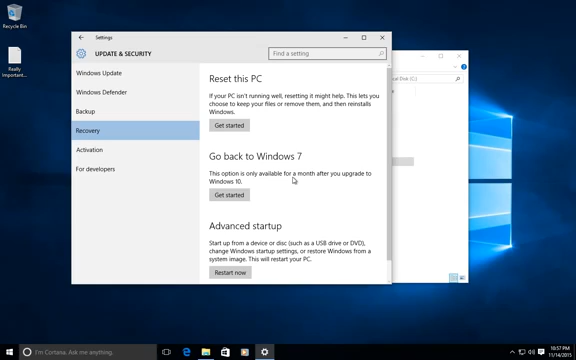 Recycle Bin
Really
Important...
Settings
UPDATE & SECURITY
Find a setting
Windows Update
Windows Defender
Backup
Recovery
Activation
For developers
Reset this PC
If your PC isn't running well, resetting it might help. This lets you
choose to keep your files or remove them, and then reinstalls
Windows.
Get started
Go back to Windows 7
This option is only available for a month after you upgrade to
Windows 10.
Get started
Advanced startup
Start up from a device or disc (such as a USB drive or DVD),
change Windows startup settings, or restore Windows from a
system image. This will restart your PC.
Restart now
cal Disk (C:)
I'm Cortana. Ask me anything.
10:57 PM
11/14/2015